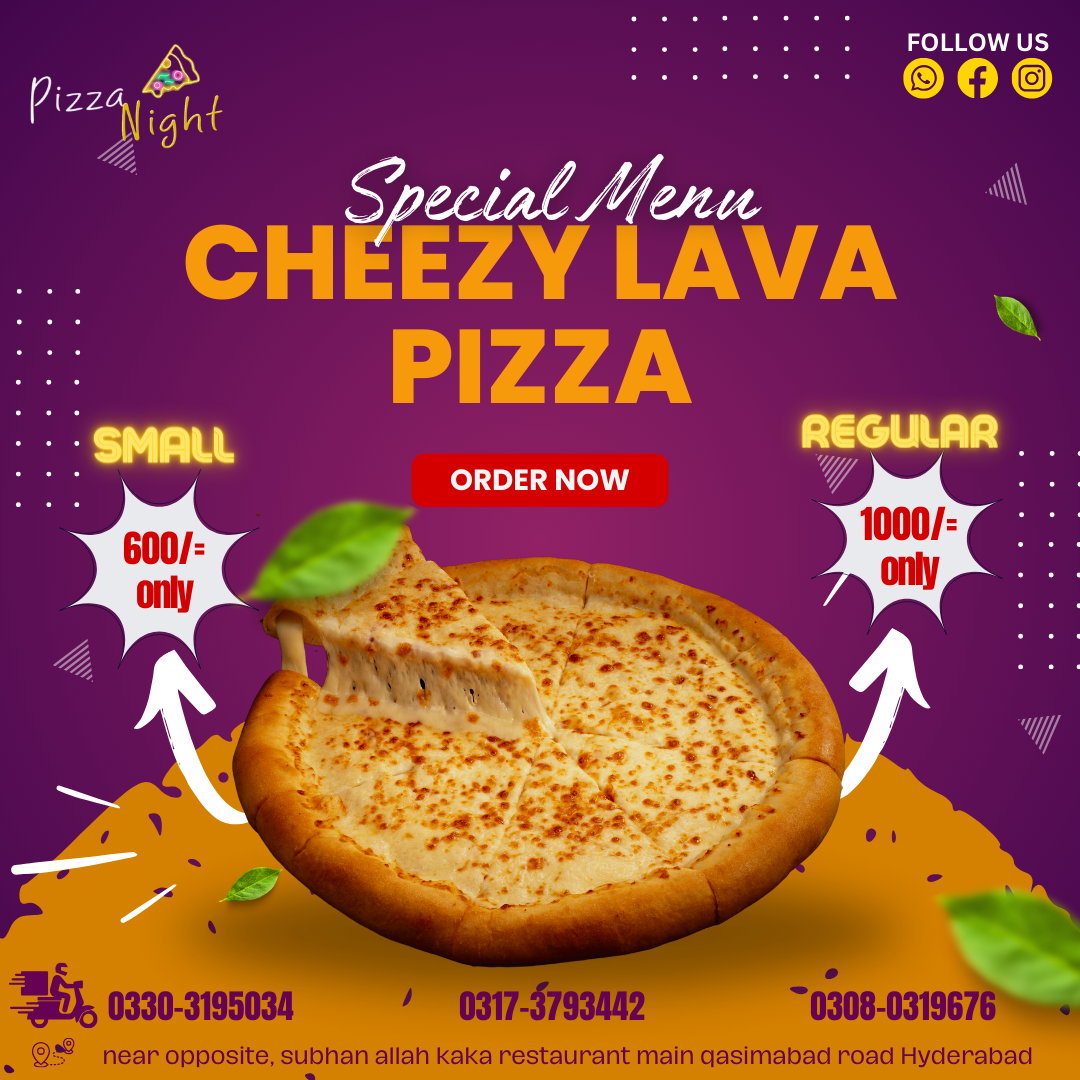 Pizza
Night
FOLLOW US
Special Menu
CHEEZY LAVA
PIZZA
SMALL
REGULAR
ORDER NOW
600/=
only
1000/=
only
0330-3195034
0317-3793442
0308-0319676
near opposite, subhan allah kaka restaurant main qasimabad road Hyderabad